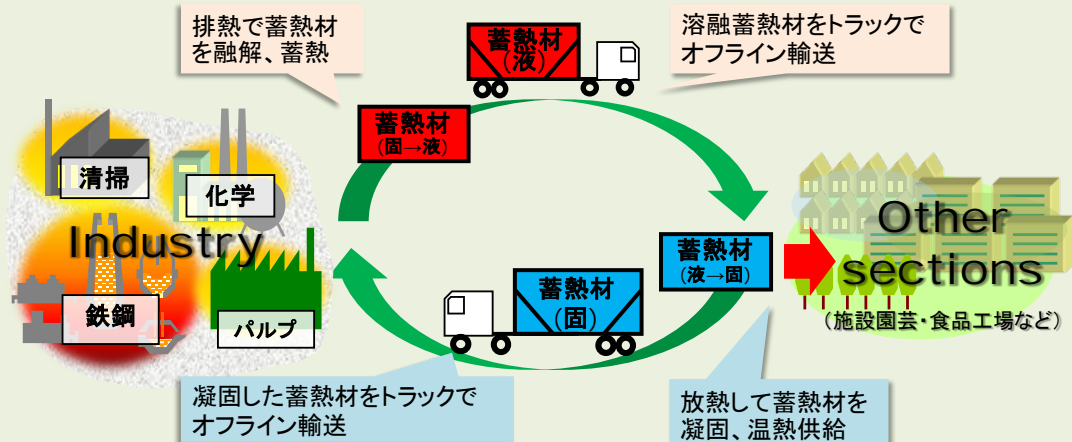 排熱で蓄熱材
を融解、蓄熱
蓄熱材
(液)
溶融蓄熱材をトラックで
オフライン輸送
蓄熱材
(固→液)
清掃
化学
Industry
鉄鋼
パルプ
蓄熱材
(液→固)
Other
sections
(施設園芸・食品工場など)
蓄熱材
(固)
凝固した蓄熱材をトラックで
オフライン輸送
放熱して蓄熱材を
凝固、温熱供給